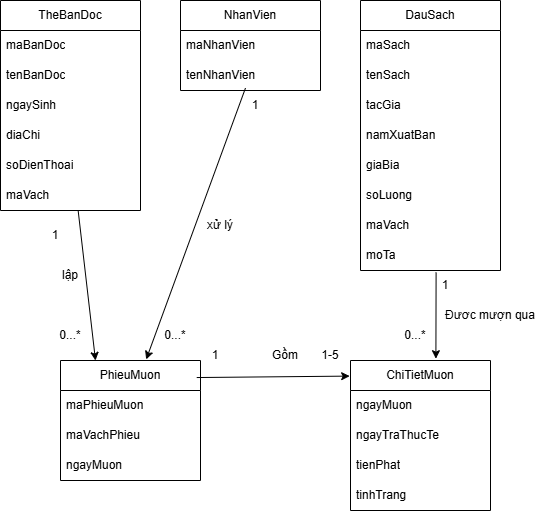 TheBanDoc
maBanDoc
tenBanDoc
ngaySinh
diaChi
soDienThoai
maVach
NhanVien
maNhanVien
tenNhanVien
DauSach
maSach
tenSach
tacGia
namXuatBan
giaBia
soLuong
maVach
moTa
1
lập
0...*
1
xử lý
0...*
1
Được mượn qua
0...*
PhieuMuon
maPhieuMuon
maVachPhieu
ngayMuon
1
Gồm
1-5
ChiTietMuon
ngayMuon
ngayTraThucTe
tienPhat
tinhTrang